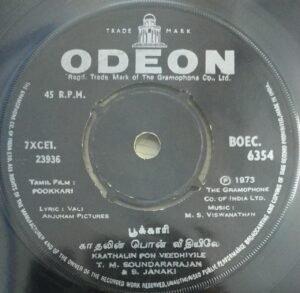 TRADE MARK
ODEON
Regd. Trade Mark of the Gramophone Co., Ltd.
45 R.P.M.
7XCEI.
23936
BOEC.
6354
TAMIL FILM :
POOKKARI
LYRIC : VALI
ANJUHAM PICTURES
℗ 1973
THE GRAMOPHONE
CO. OF INDIA LTD.
MUSIC :
M. S. VISWANATHAN
பூக்காரி
காதலின் பொன் வீதியிலே
KAATHALIN PON VEEDHIYILE
T. M. SOUNDARARAJAN
& S. JANAKI